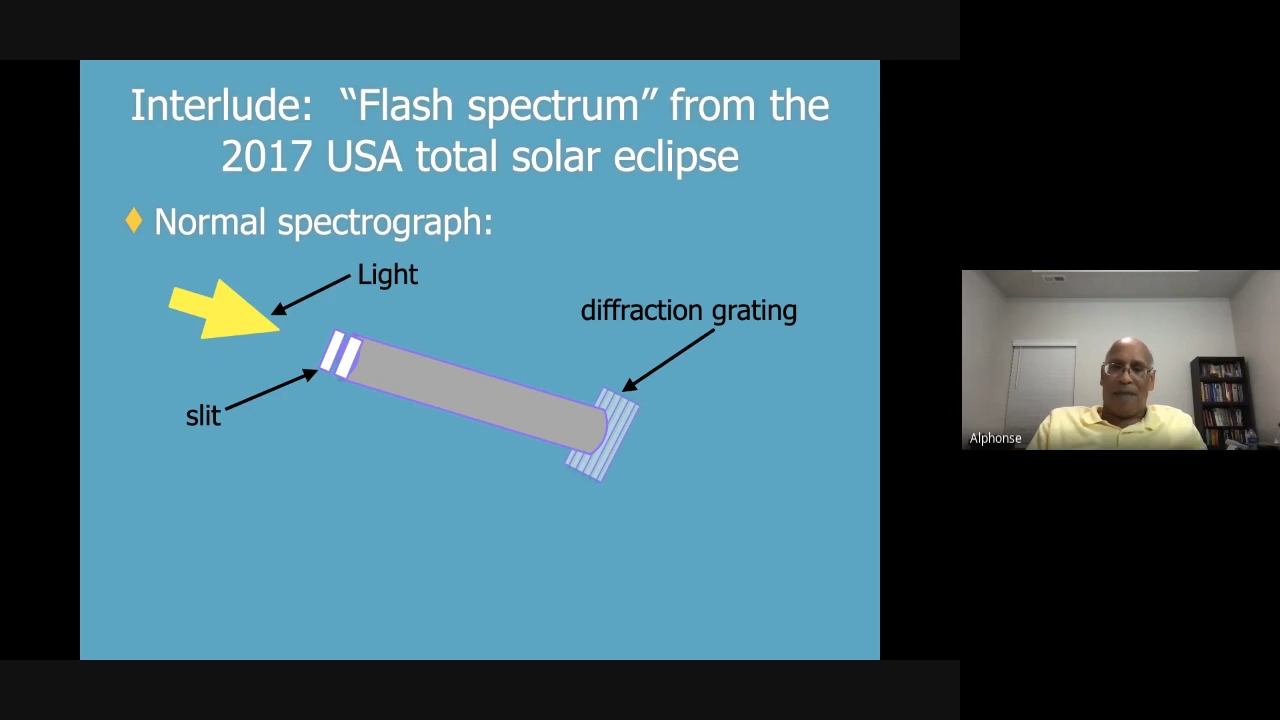 Interlude:  “Flash spectrum” from the
2017 USA total solar eclipse
Normal spectrograph:
Light
diffraction grating
slit
Alphonse